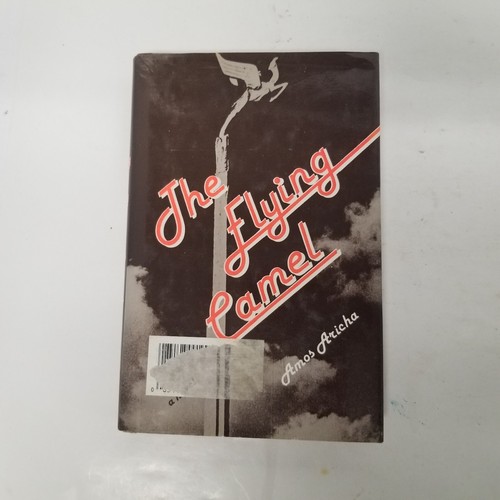 The
Flying
Camel
Amos Aricha